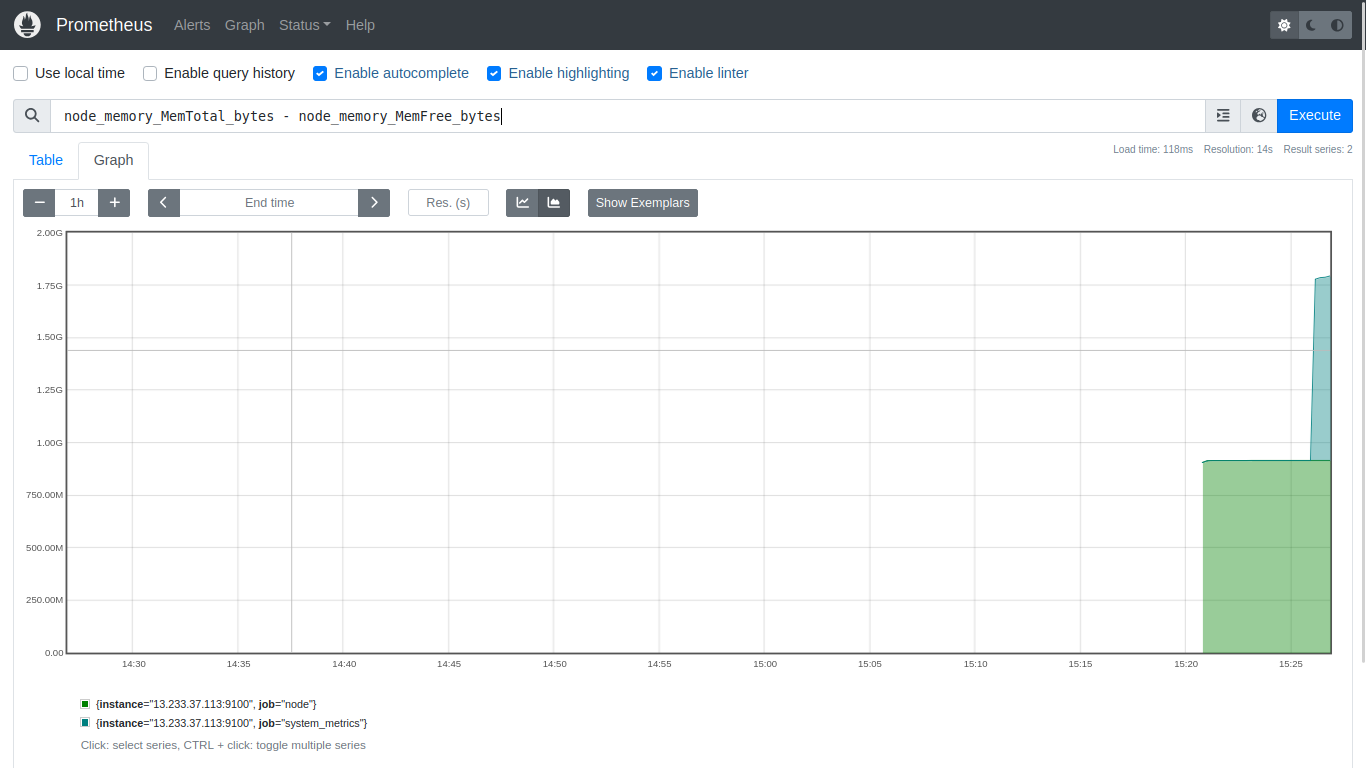 Prometheus Alerts Graph Status Help
Use local time Enable query history Enable autocomplete Enable highlighting Enable linter
node_memory_MemTotal_bytes - node_memory_MemFree_bytes Execute
Table Graph Load time: 118ms Resolution: 14s Result series: 2
1h End time Res. (s) Show Exemplars
2.00G
1.75G
1.50G
1.25G
1.00G
750.00M
500.00M
250.00M
0.00
14:30 14:35 14:40 14:45 14:50 14:55 15:00 15:05 15:10 15:15 15:20 15:25
{instance="13.233.37.113:9100", job="node"}
{instance="13.233.37.113:9100", job="system_metrics"}
Click: select series, CTRL + click: toggle multiple series